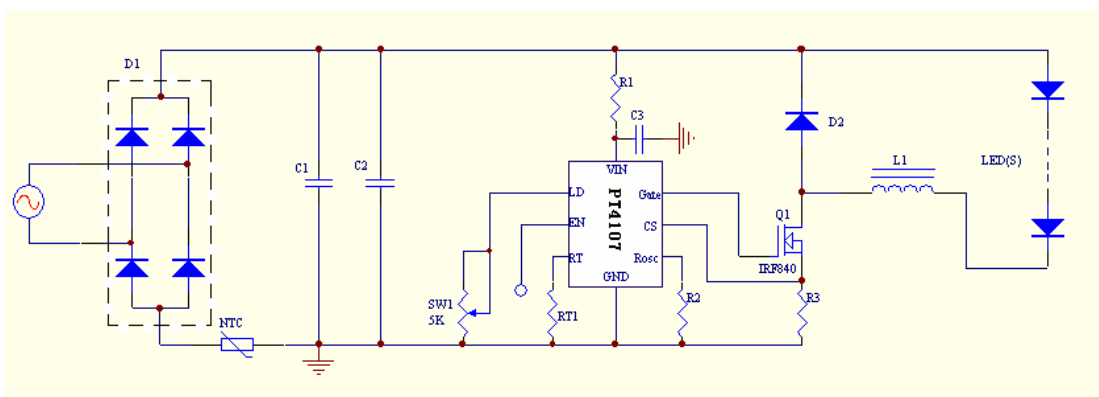 D1
R1
C3
D2
C1
C2
VIN
LD
Gate
PT4107
EN
CS
RT
Rosc
GND
L1
LED(S)
Q1
IRF840
SW1
5K
RT1
R2
R3
NTC